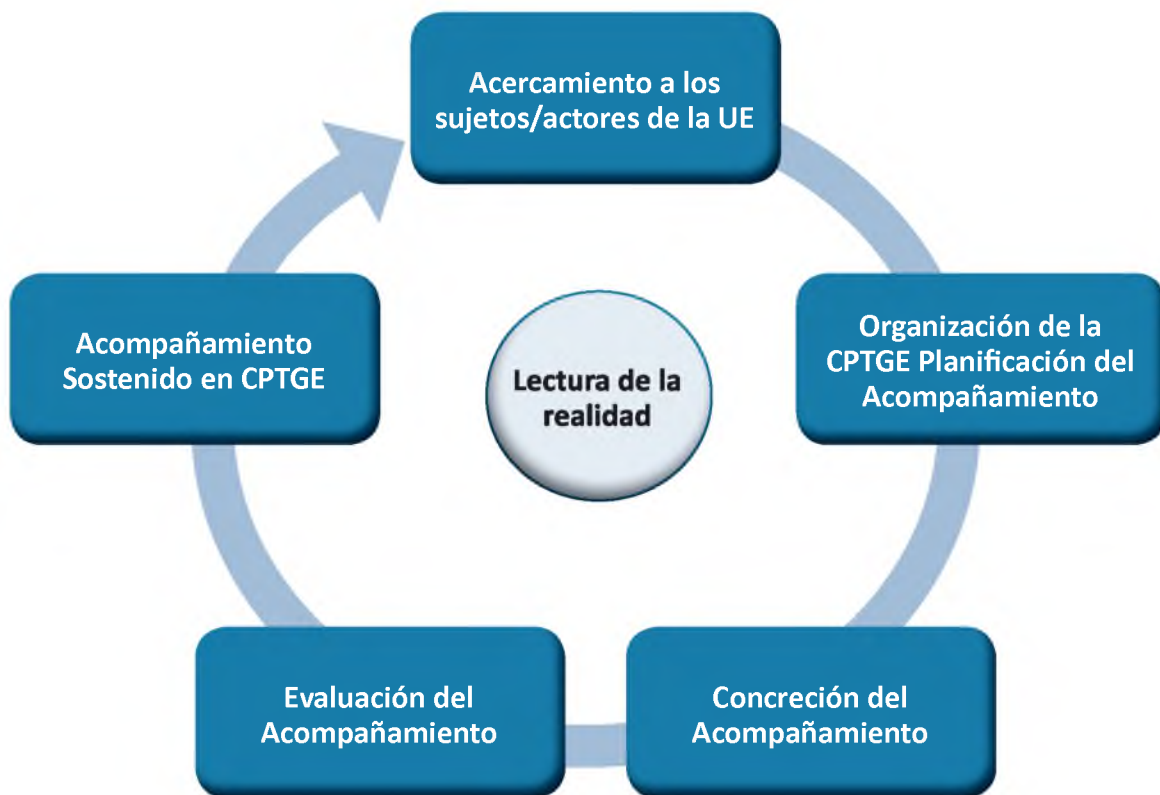 Acercamiento a los
sujetos/actores de la UE
Organización de la
CPTGE Planificación del
Acompañamiento
Concreción del
Acompañamiento
Evaluación del
Acompañamiento
Acompañamiento
Sostenido en CPTGE
Lectura de la
realidad